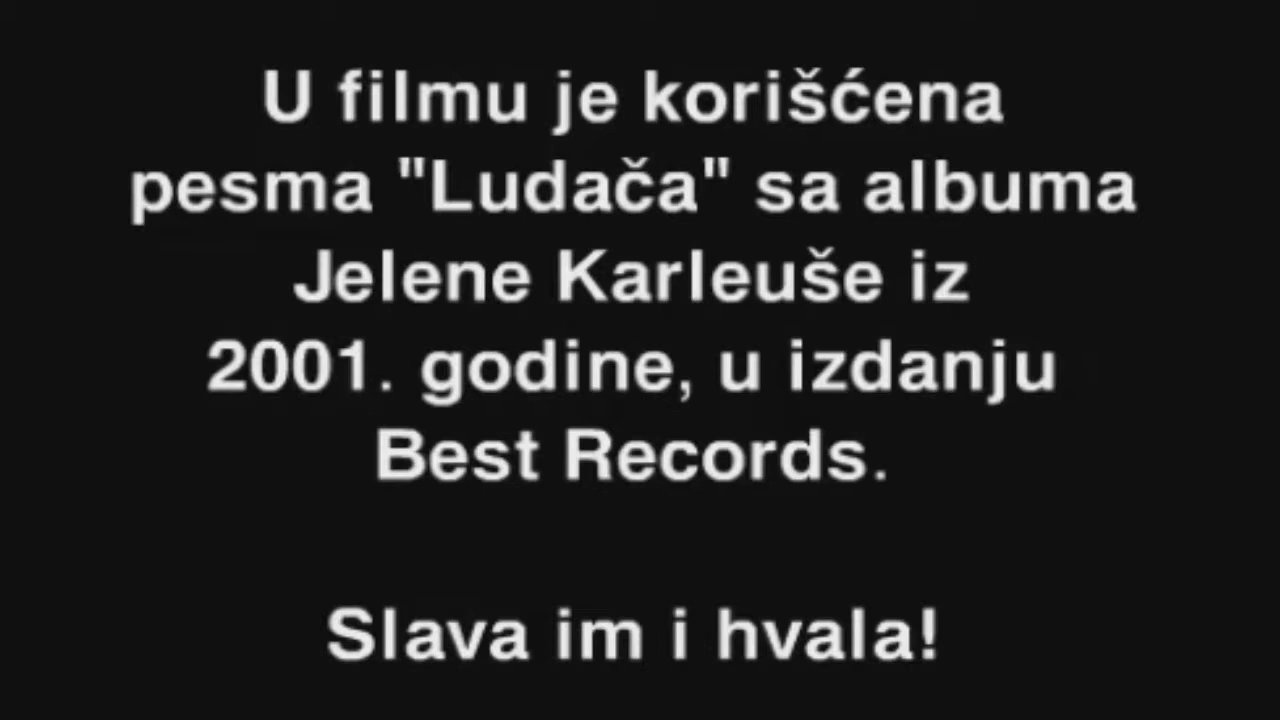 U filmu je korišćena
pesma "Ludača" sa albuma
Jelene Karleuše iz
2001. godine, u izdanju
Best Records.
Slava im i hvala!